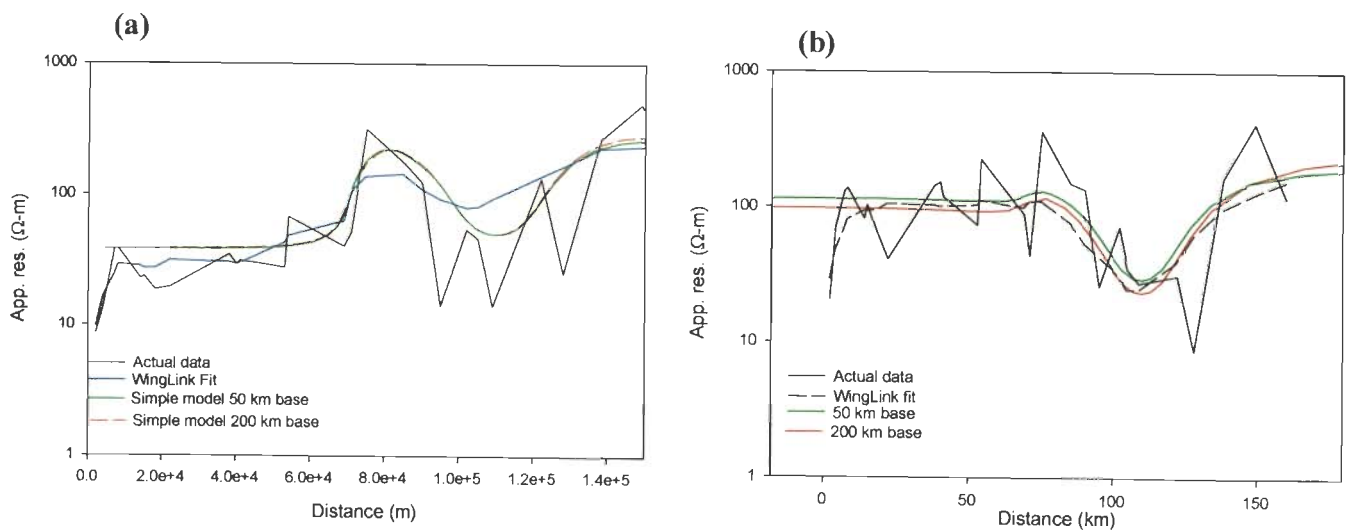 (a)
1000
100
10
1
App. res. (Ω-m)
Actual data
WingLink Fit
Simple model 50 km base
Simple model 200 km base
0.0 2.0e+4 4.0e+4 6.0e+4 8.0e+4 1.0e+5 1.2e+5 1.4e+5
Distance (m)
(b)
1000
100
10
1
App. res. (Ω-m)
Actual data
WingLink fit
50 km base
200 km base
0 50 100 150
Distance (km)